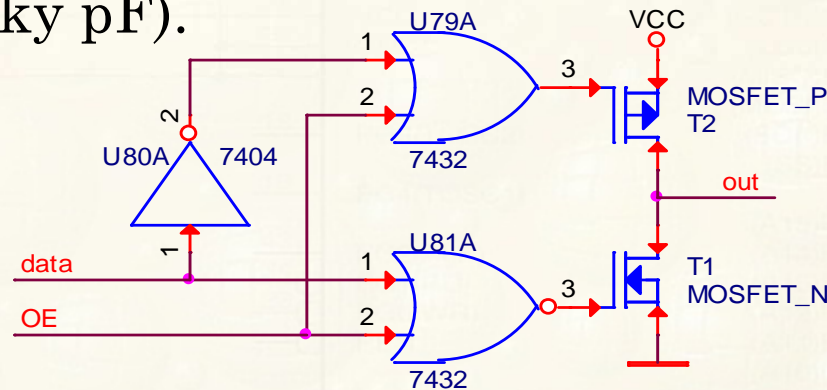 ky pF).
U79A
1
2
3
7432
VCC
MOSFET_P
T2
2
U80A
7404
1
out
U81A
data
1
OE
2
3
7432
T1
MOSFET_N